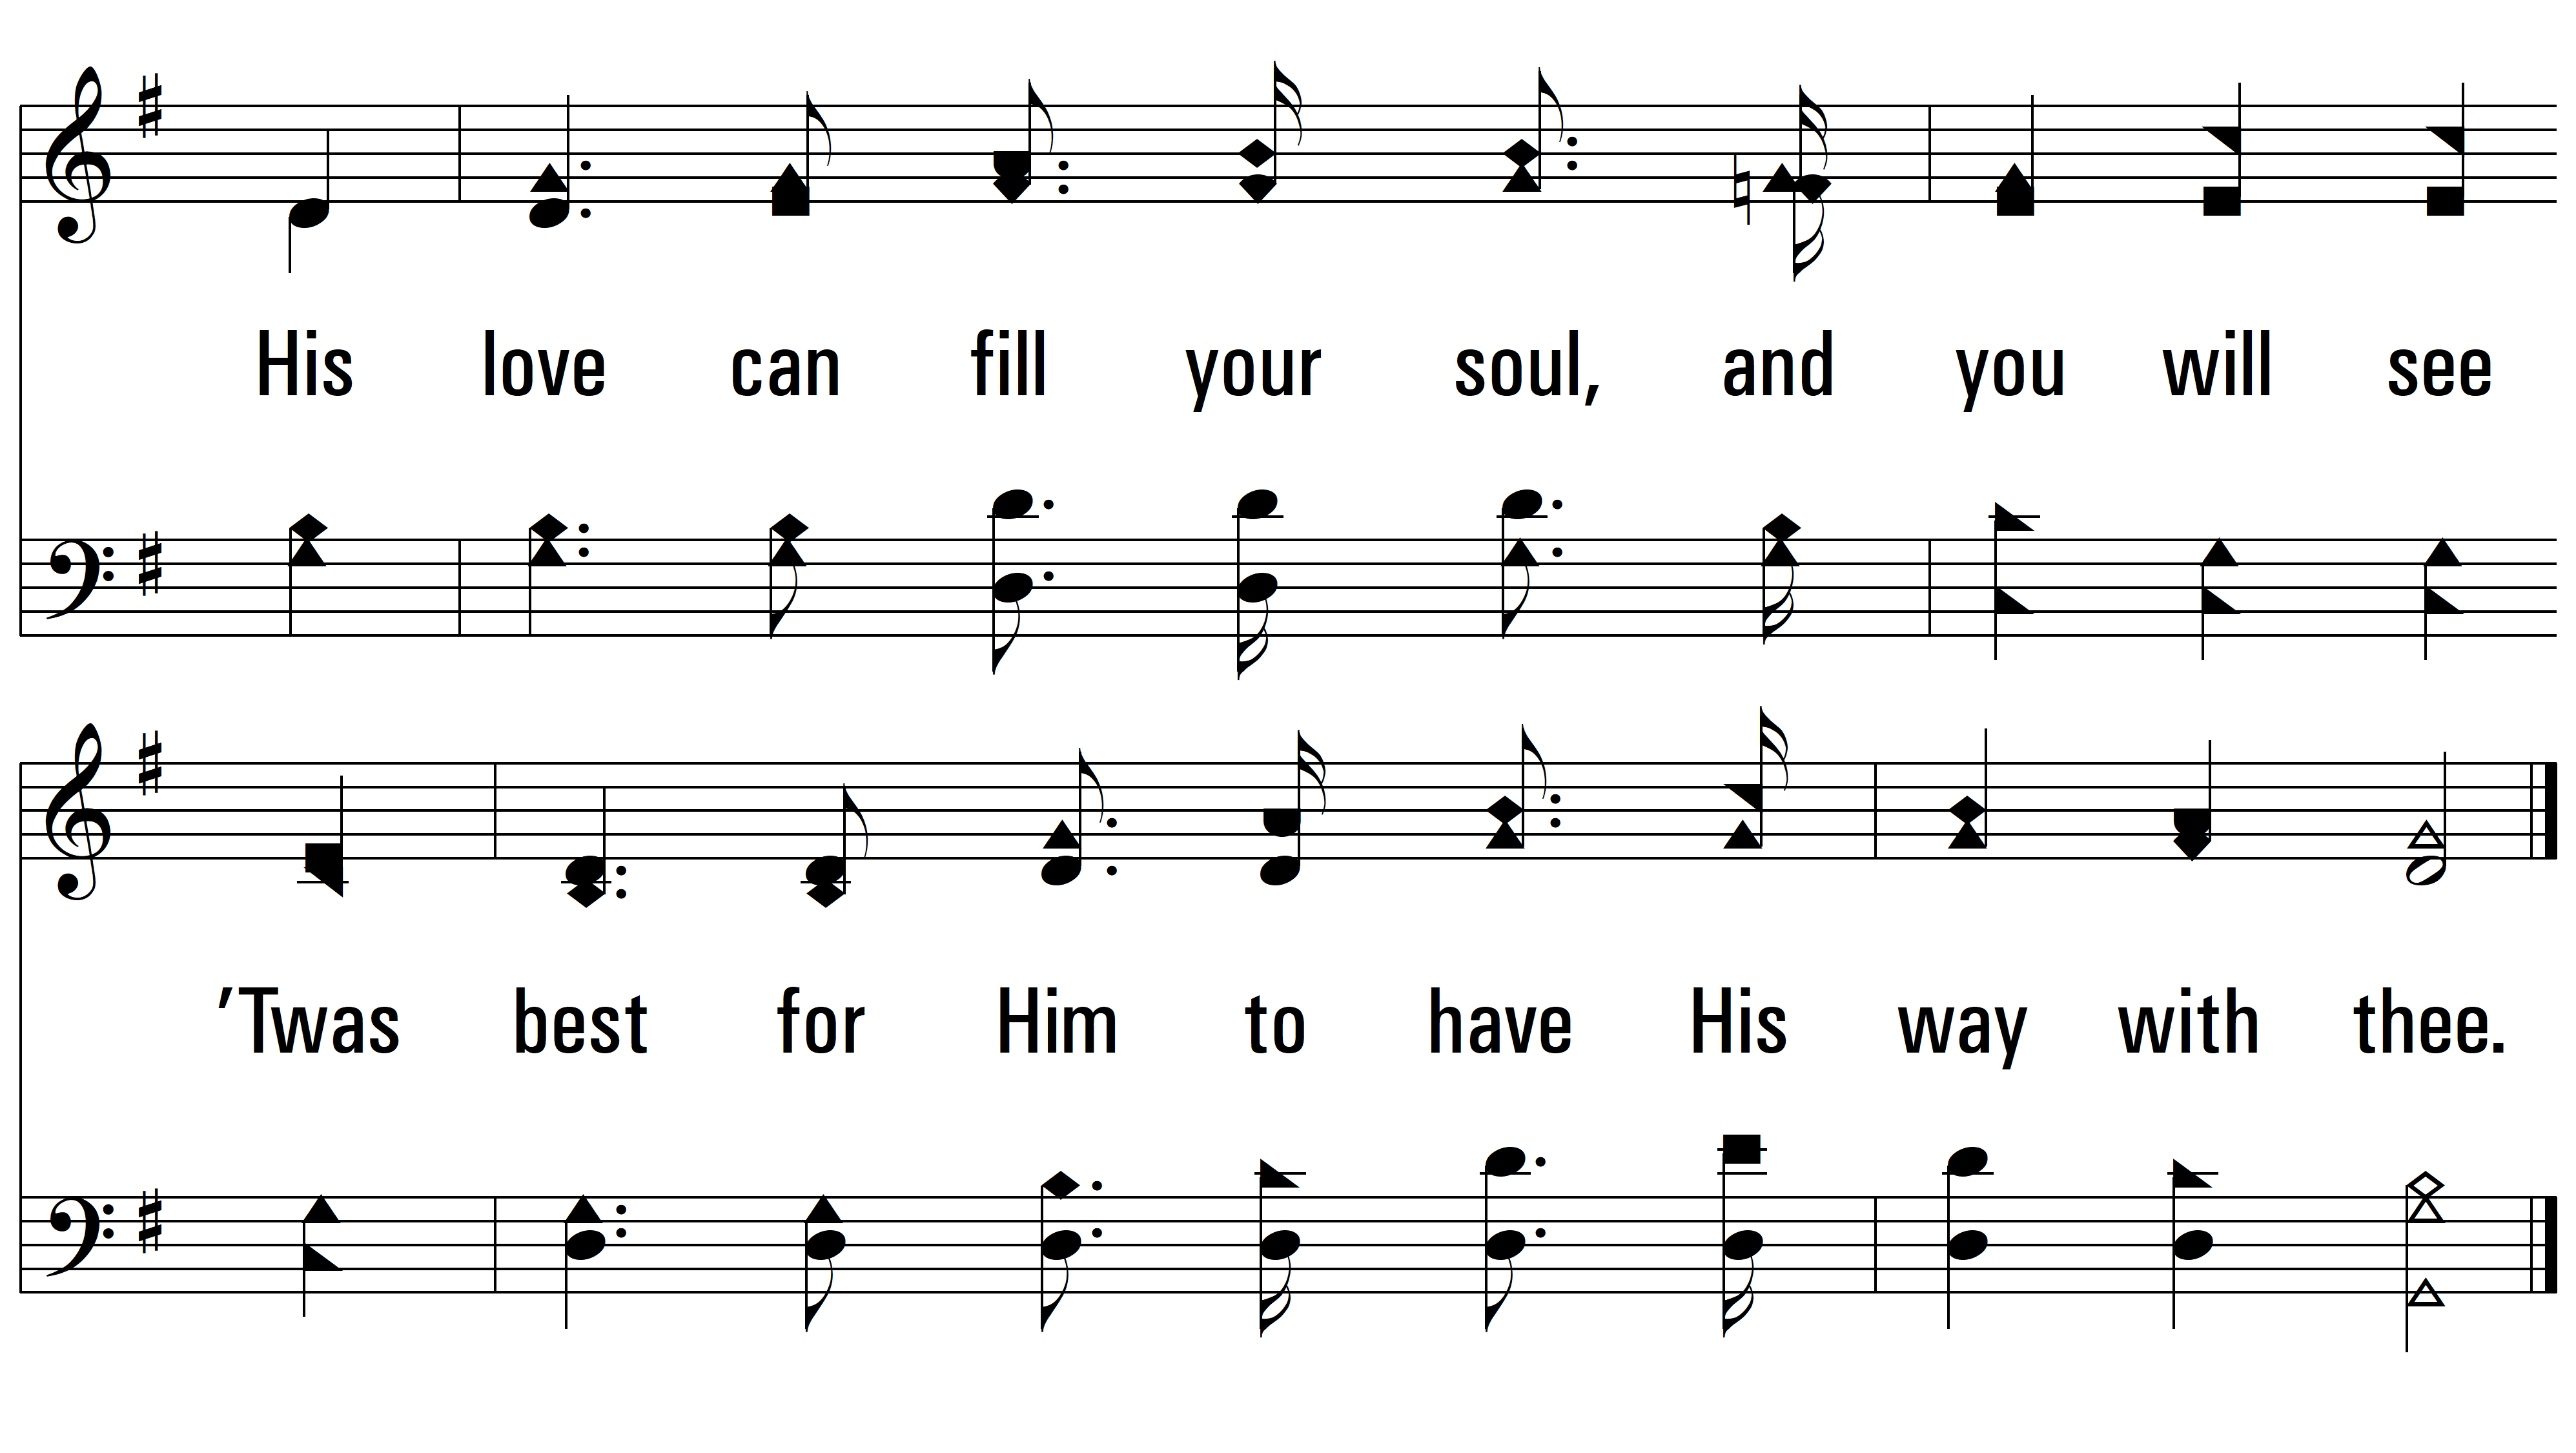 His love can fill your soul, and you will see
’Twas best for Him to have His way with thee.